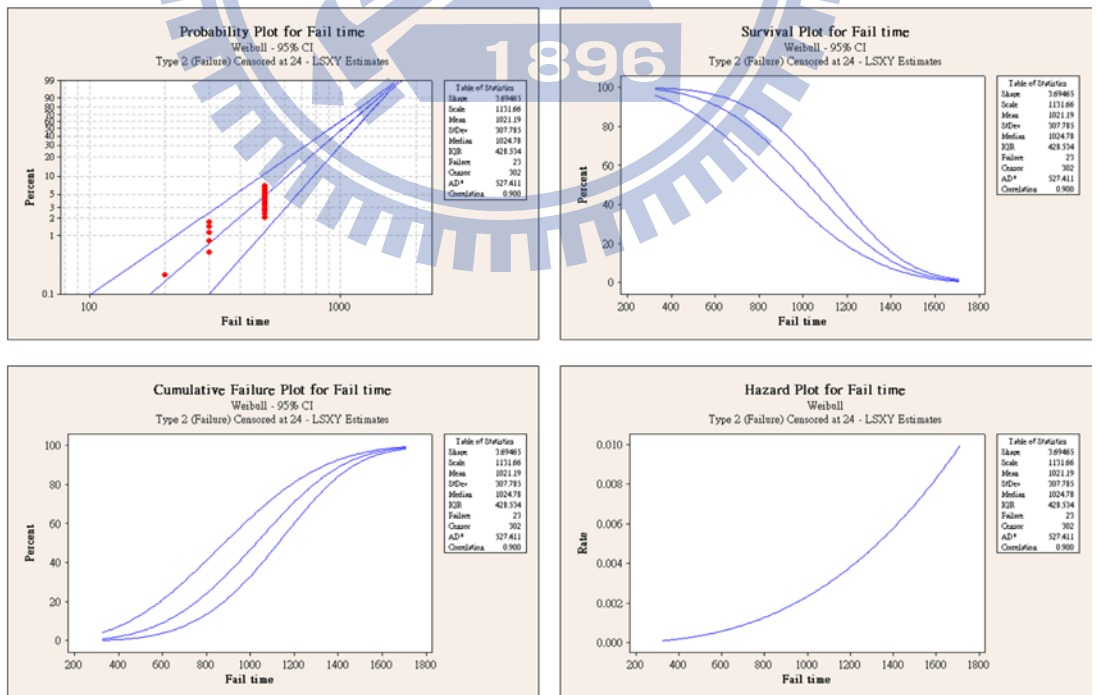 Probability Plot for Fail time
Weibull - 95% CI
Type 2 (Failure) Censored at 24 - LSXY Estimates
99
90
80
70
60
50
40
30
20
10
5
3
2
1
0.1
Percent
100
1000
Fail time
Table of Statistics
Shape 3.69465
Scale 1131.66
Mean 1021.19
StDev 307.785
Median 1024.78
IQR 428.534
Failure 23
Censor 302
AD* 527.411
Correlation 0.900
1896
Survival Plot for Fail time
Weibull - 95% CI
Type 2 (Failure) Censored at 24 - LSXY Estimates
100
80
60
40
20
0
Percent
200 400 600 800 1000 1200 1400 1600 1800
Fail time
Table of Statistics
Shape 3.69465
Scale 1131.66
Mean 1021.19
StDev 307.785
Median 1024.78
IQR 428.534
Failure 23
Censor 302
AD* 527.411
Correlation 0.900
Cumulative Failure Plot for Fail time
Weibull - 95% CI
Type 2 (Failure) Censored at 24 - LSXY Estimates
100
80
60
40
20
0
Percent
200 400 600 800 1000 1200 1400 1600 1800
Fail time
Table of Statistics
Shape 3.69465
Scale 1131.66
Mean 1021.19
StDev 307.785
Median 1024.78
IQR 428.534
Failure 23
Censor 302
AD* 527.411
Correlation 0.900
Hazard Plot for Fail time
Weibull
Type 2 (Failure) Censored at 24 - LSXY Estimates
0.010
0.008
0.006
0.004
0.002
0.000
Rate
200 400 600 800 1000 1200 1400 1600 1800
Fail time
Table of Statistics
Shape 3.69465
Scale 1131.66
Mean 1021.19
StDev 307.785
Median 1024.78
IQR 428.534
Failure 23
Censor 302
AD* 527.411
Correlation 0.900